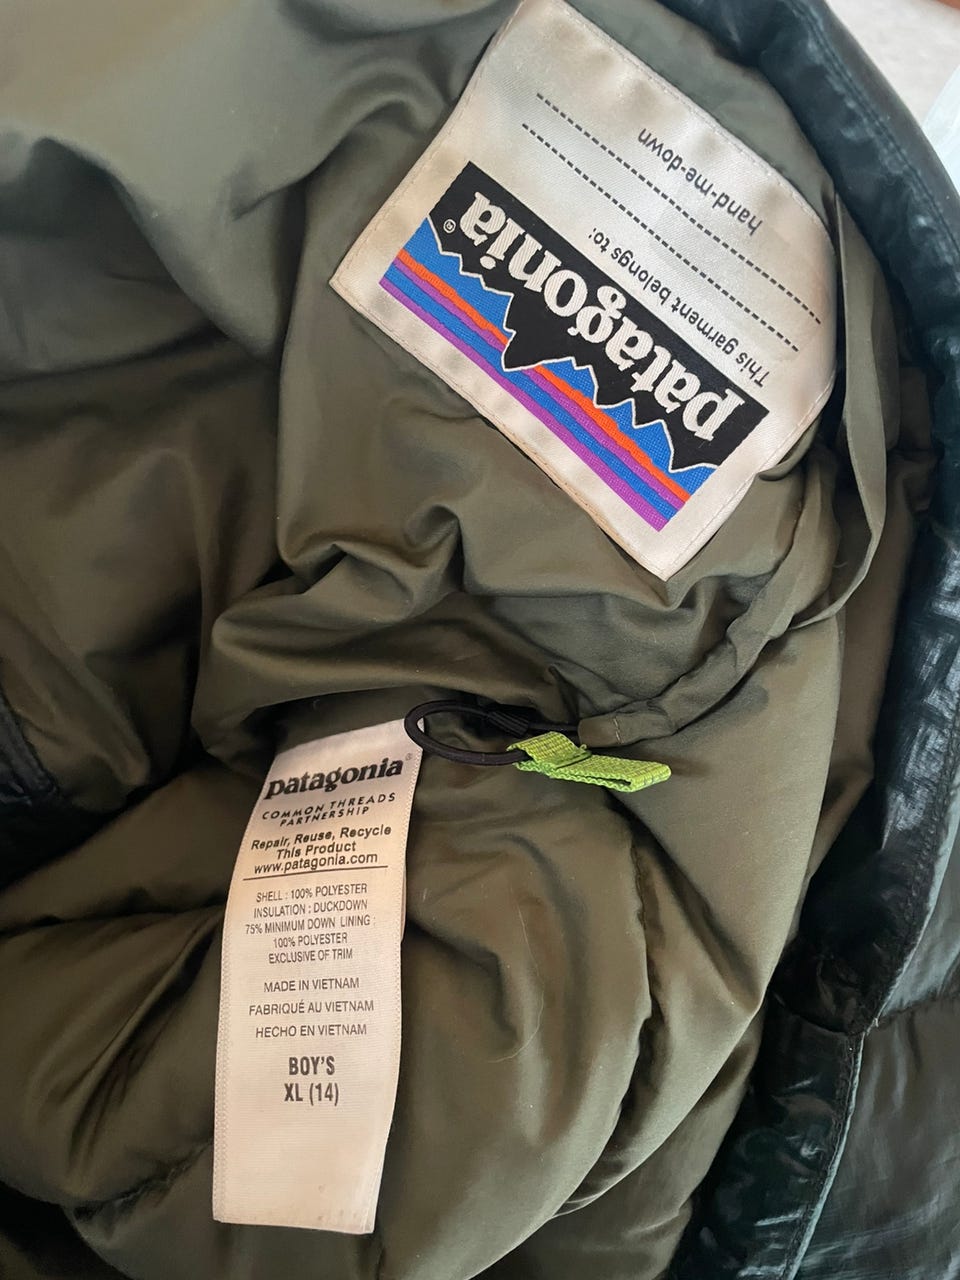 patagonia®
This garment belongs to:
hand-me-down
patagonia®
COMMON THREADS
PARTNERSHIP
Repair, Reuse, Recycle
This Product
www.patagonia.com
SHELL : 100% POLYESTER
INSULATION : DUCKDOWN
75% MINIMUM DOWN LINING :
100% POLYESTER
EXCLUSIVE OF TRIM
MADE IN VIETNAM
FABRIQUÉ AU VIETNAM
HECHO EN VIETNAM
BOY'S
XL (14)